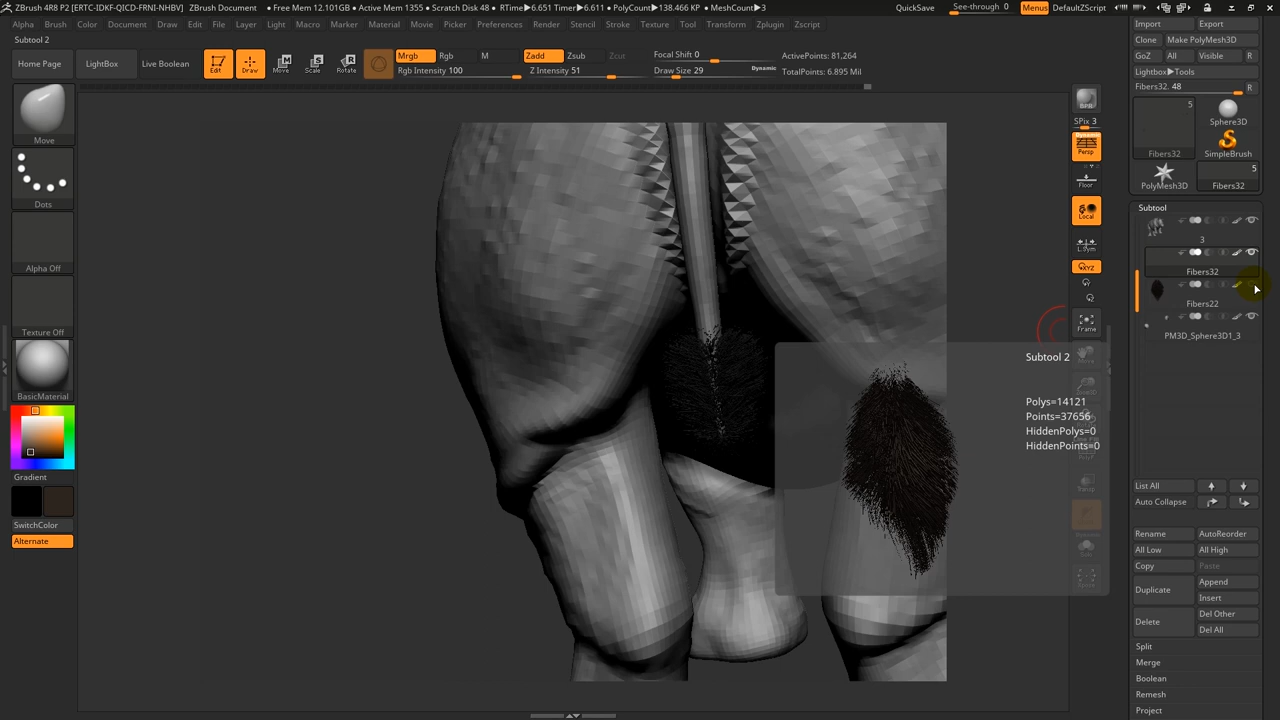 ZBrush 4R8 P2 [ERTC-IDKF-QICD-FRNI-NHBV] ZBrush Document • Free Mem 12.101GB • Active Mem 1355 • Scratch Disk 48 • RTime▶6.651 Timer▶6.611 • PolyCount▶138.466 KP • MeshCount▶3
QuickSave See-through 0 Menus DefaultZScript
Alpha Brush Color Document Draw Edit File Layer Light Macro Marker Material Movie Picker Preferences Render Stencil Stroke Texture Tool Transform Zplugin Zscript
Subtool 2
Home Page LightBox Live Boolean Edit Draw Move Scale Rotate
Mrgb Rgb M Zadd Zsub Zcut
Rgb Intensity 100 Z Intensity 51
Focal Shift 0
Draw Size 29 Dynamic
ActivePoints: 81,264
TotalPoints: 6.895 Mil
Move
Dots
Alpha Off
Texture Off
BasicMaterial
Gradient
SwitchColor
Alternate
BPR
SPix 3
Dynamic
Persp
Floor
Local
L.Sym
XYZ
Frame
Move
Transp
Subtool 2
Polys=14121
Points=37656
HiddenPolys=0
HiddenPoints=0
Import Export
Clone Make PolyMesh3D
GoZ All Visible R
Lightbox▶Tools
Fibers32. 48 R
5
Fibers32 Sphere3D
SimpleBrush
5
PolyMesh3D Fibers32
Subtool
3
Fibers32
Fibers22
PM3D_Sphere3D1_3
List All
Auto Collapse
Rename AutoReorder
All Low All High
Copy Paste
Duplicate Append
Insert
Delete Del Other
Del All
Split
Merge
Boolean
Remesh
Project